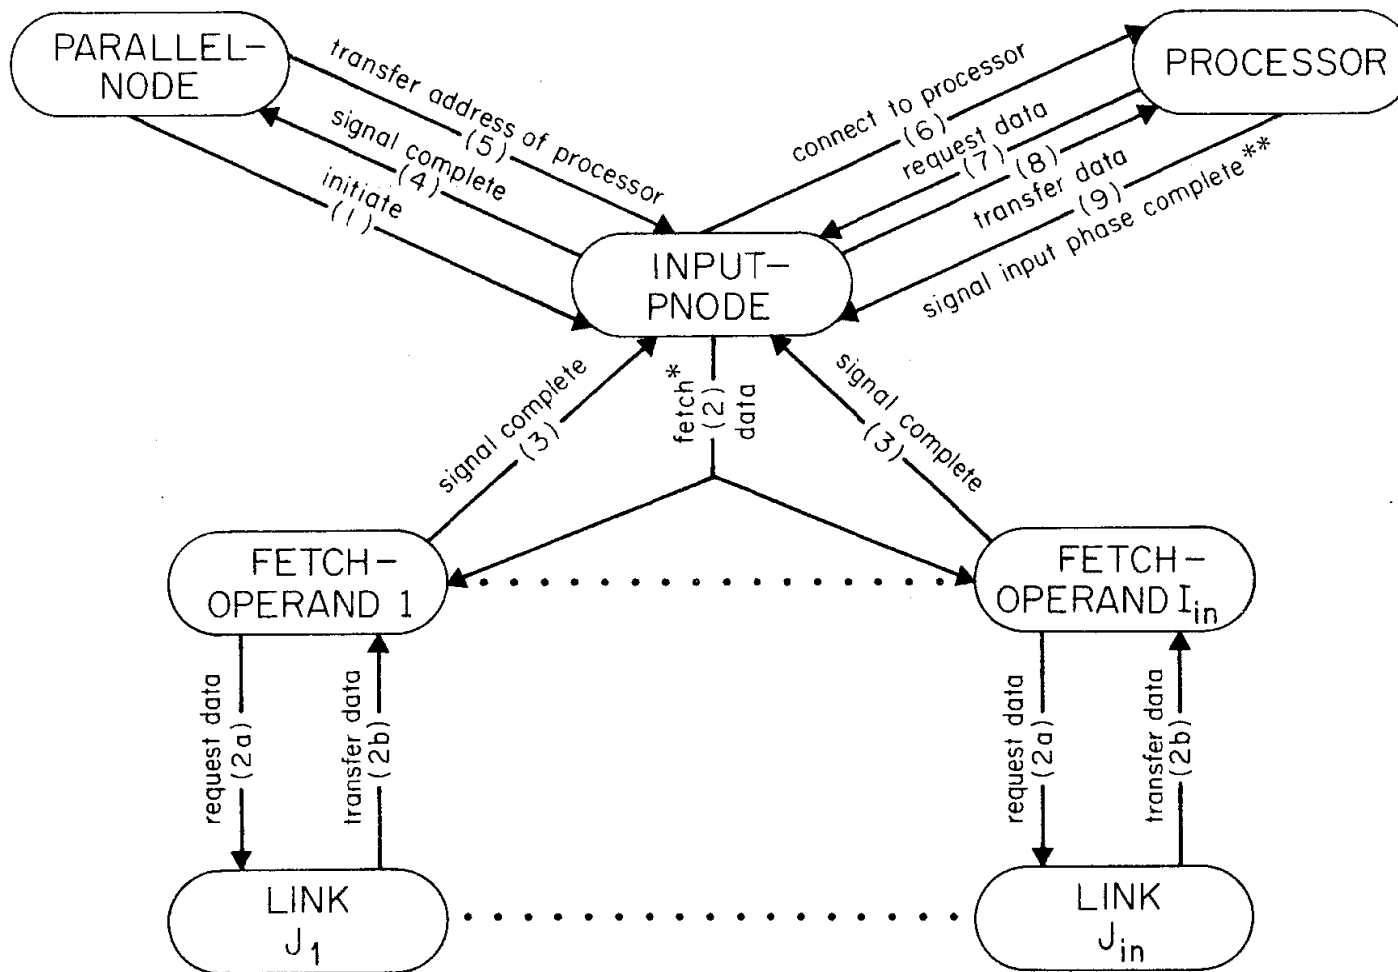 PARALLEL-
NODE
PROCESSOR
transfer address of processor
(5)
signal complete
(4)
initiate
(1)
connect to processor
(6)
request data
(7)
(8)
transfer data
(9)
signal input phase complete**
INPUT-
PNODE
signal complete
(3)
fetch*
(2)
data
signal complete
(3)
FETCH-
OPERAND 1
FETCH-
OPERAND I_in
request data
(2a)
transfer data
(2b)
request data
(2a)
transfer data
(2b)
LINK
J_1
LINK
J_in